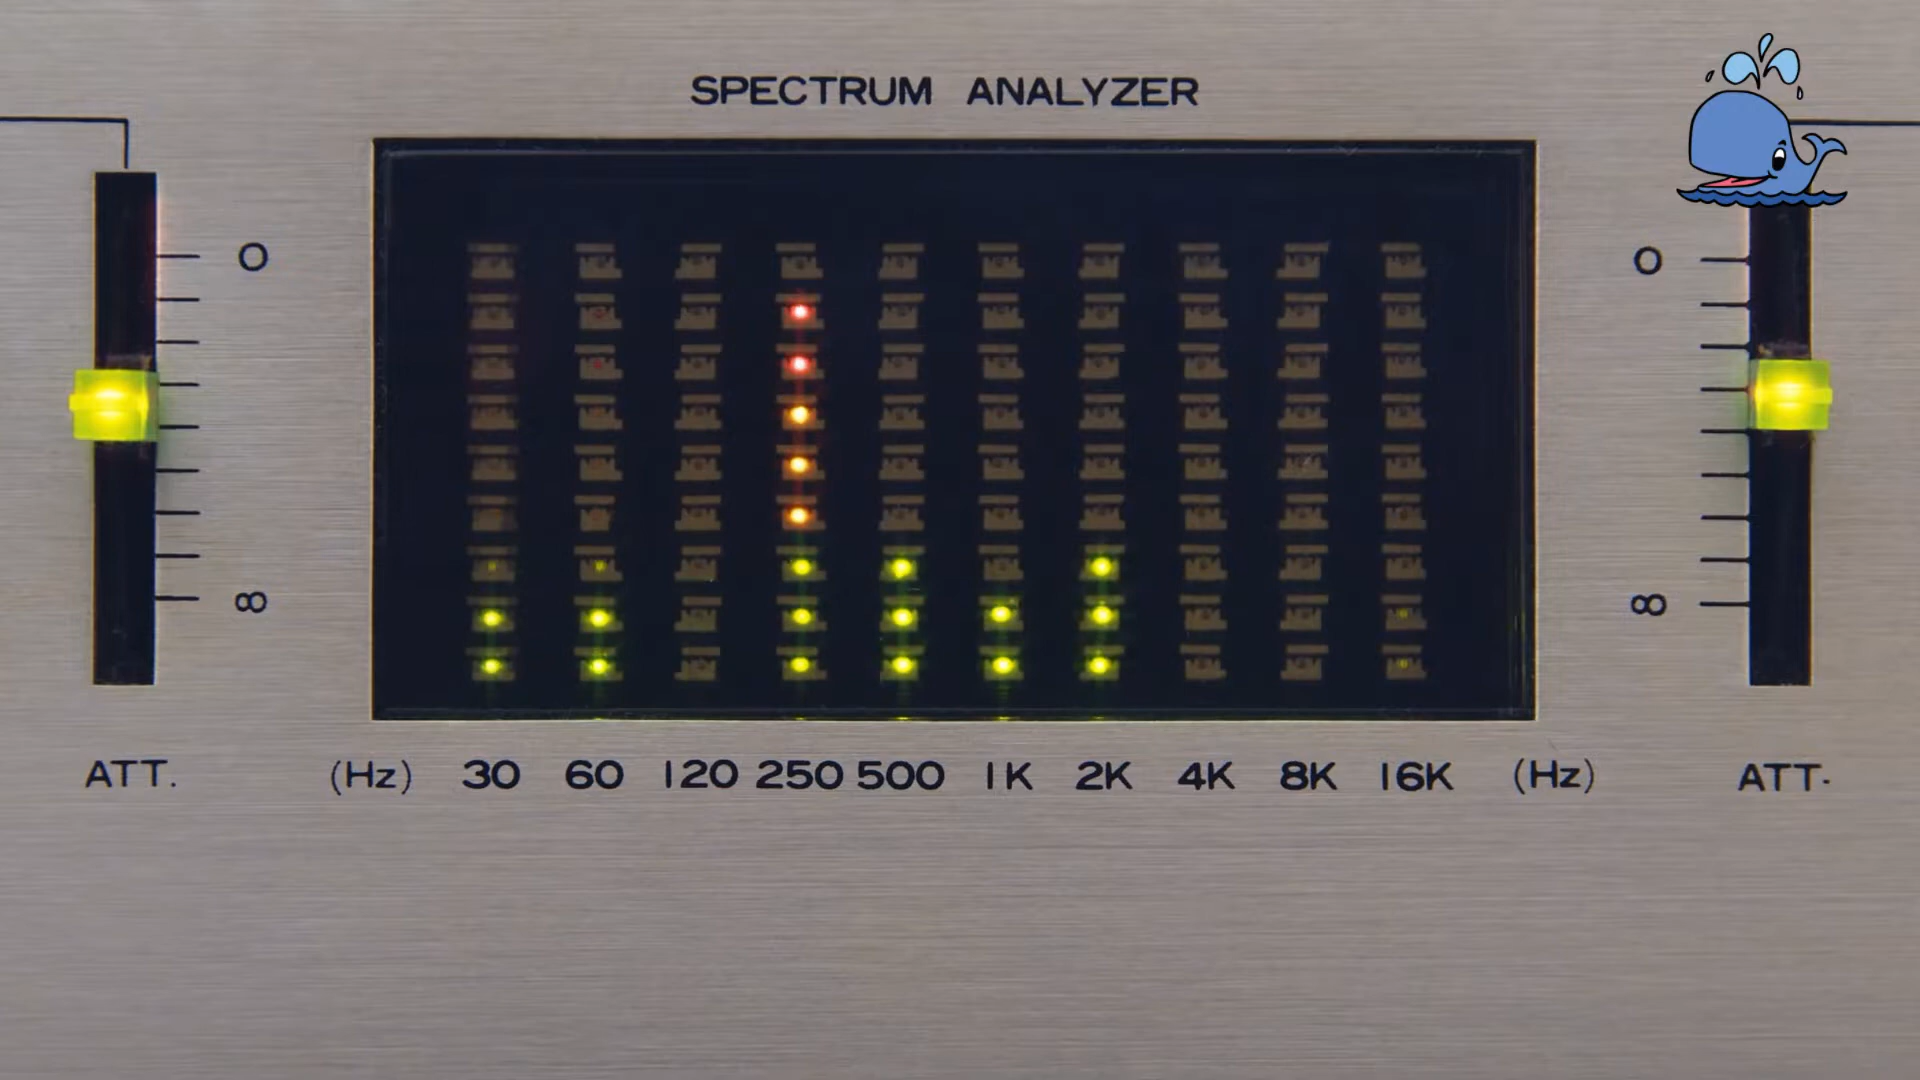 SPECTRUM ANALYZER
0 0
∞ ∞
ATT. (Hz) 30 60 120 250 500 1K 2K 4K 8K 16K (Hz) ATT.